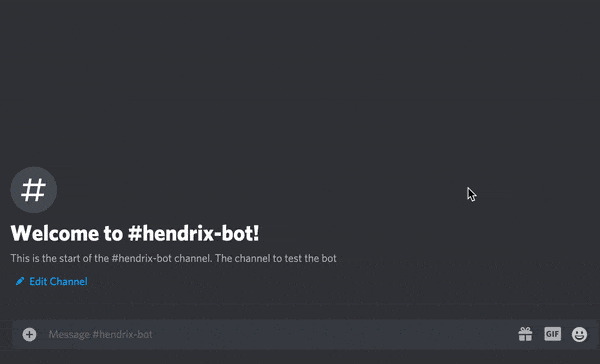 #
Welcome to #hendrix-bot!
This is the start of the #hendrix-bot channel. The channel to test the bot
Edit Channel
Message #hendrix-bot
GIF